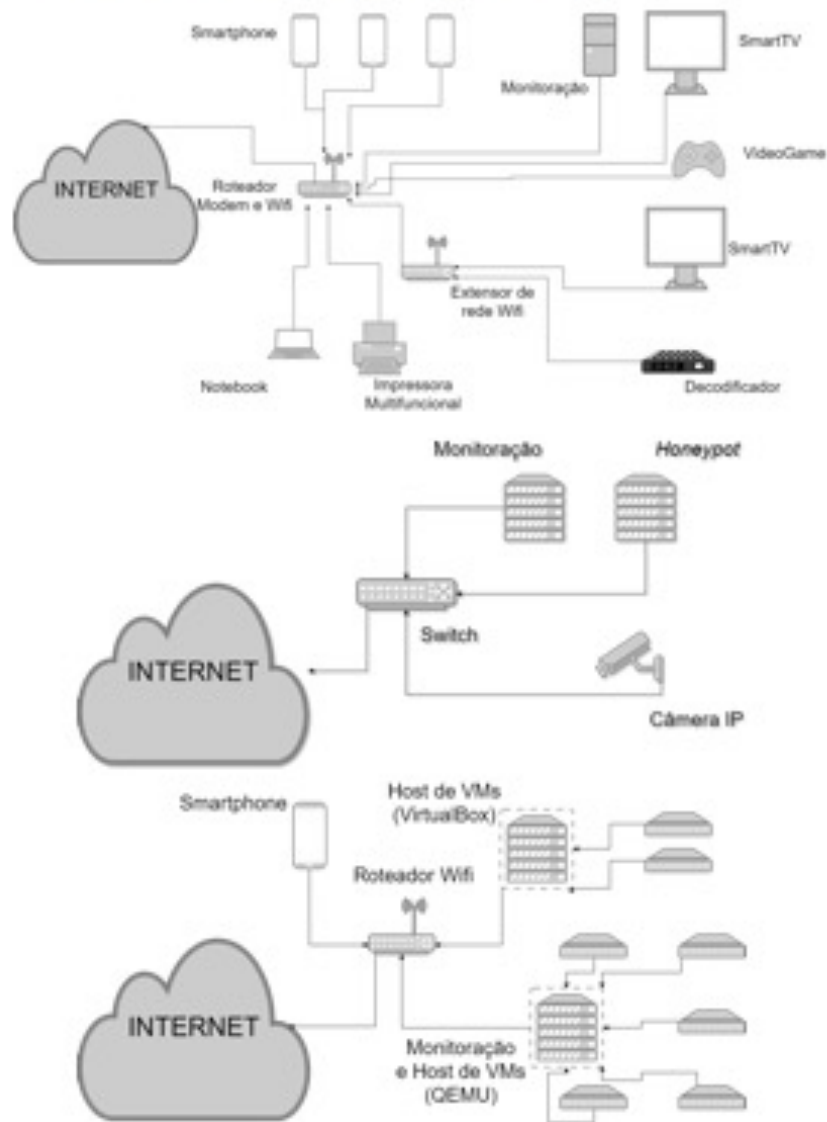 Smartphone
SmartTV
Monitoração
INTERNET
VideoGame
Roteador
Modem e Wifi
SmartTV
Extensor de
rede Wifi
Notebook
Impressora
Multifuncional
Decodificador
Monitoração
Honeypot
Switch
INTERNET
Câmera IP
Host de VMs
(VirtualBox)
Smartphone
Roteador Wifi
INTERNET
Monitoração
e Host de VMs
(QEMU)